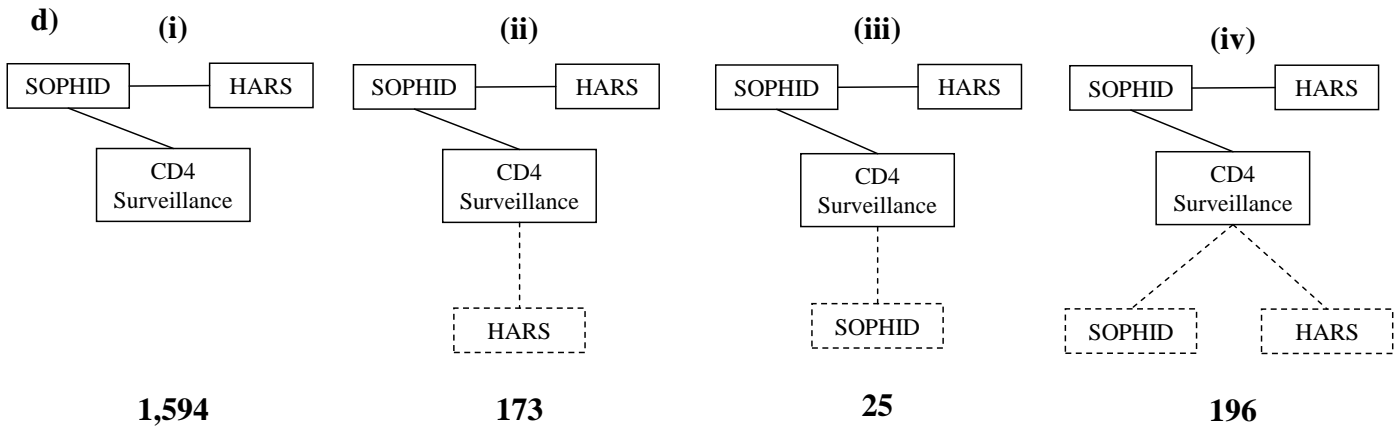 d) (i) (ii) (iii) (iv)
SOPHID HARS SOPHID HARS SOPHID HARS SOPHID HARS
CD4 CD4 CD4 CD4
Surveillance Surveillance Surveillance Surveillance
HARS SOPHID SOPHID HARS
1,594 173 25 196